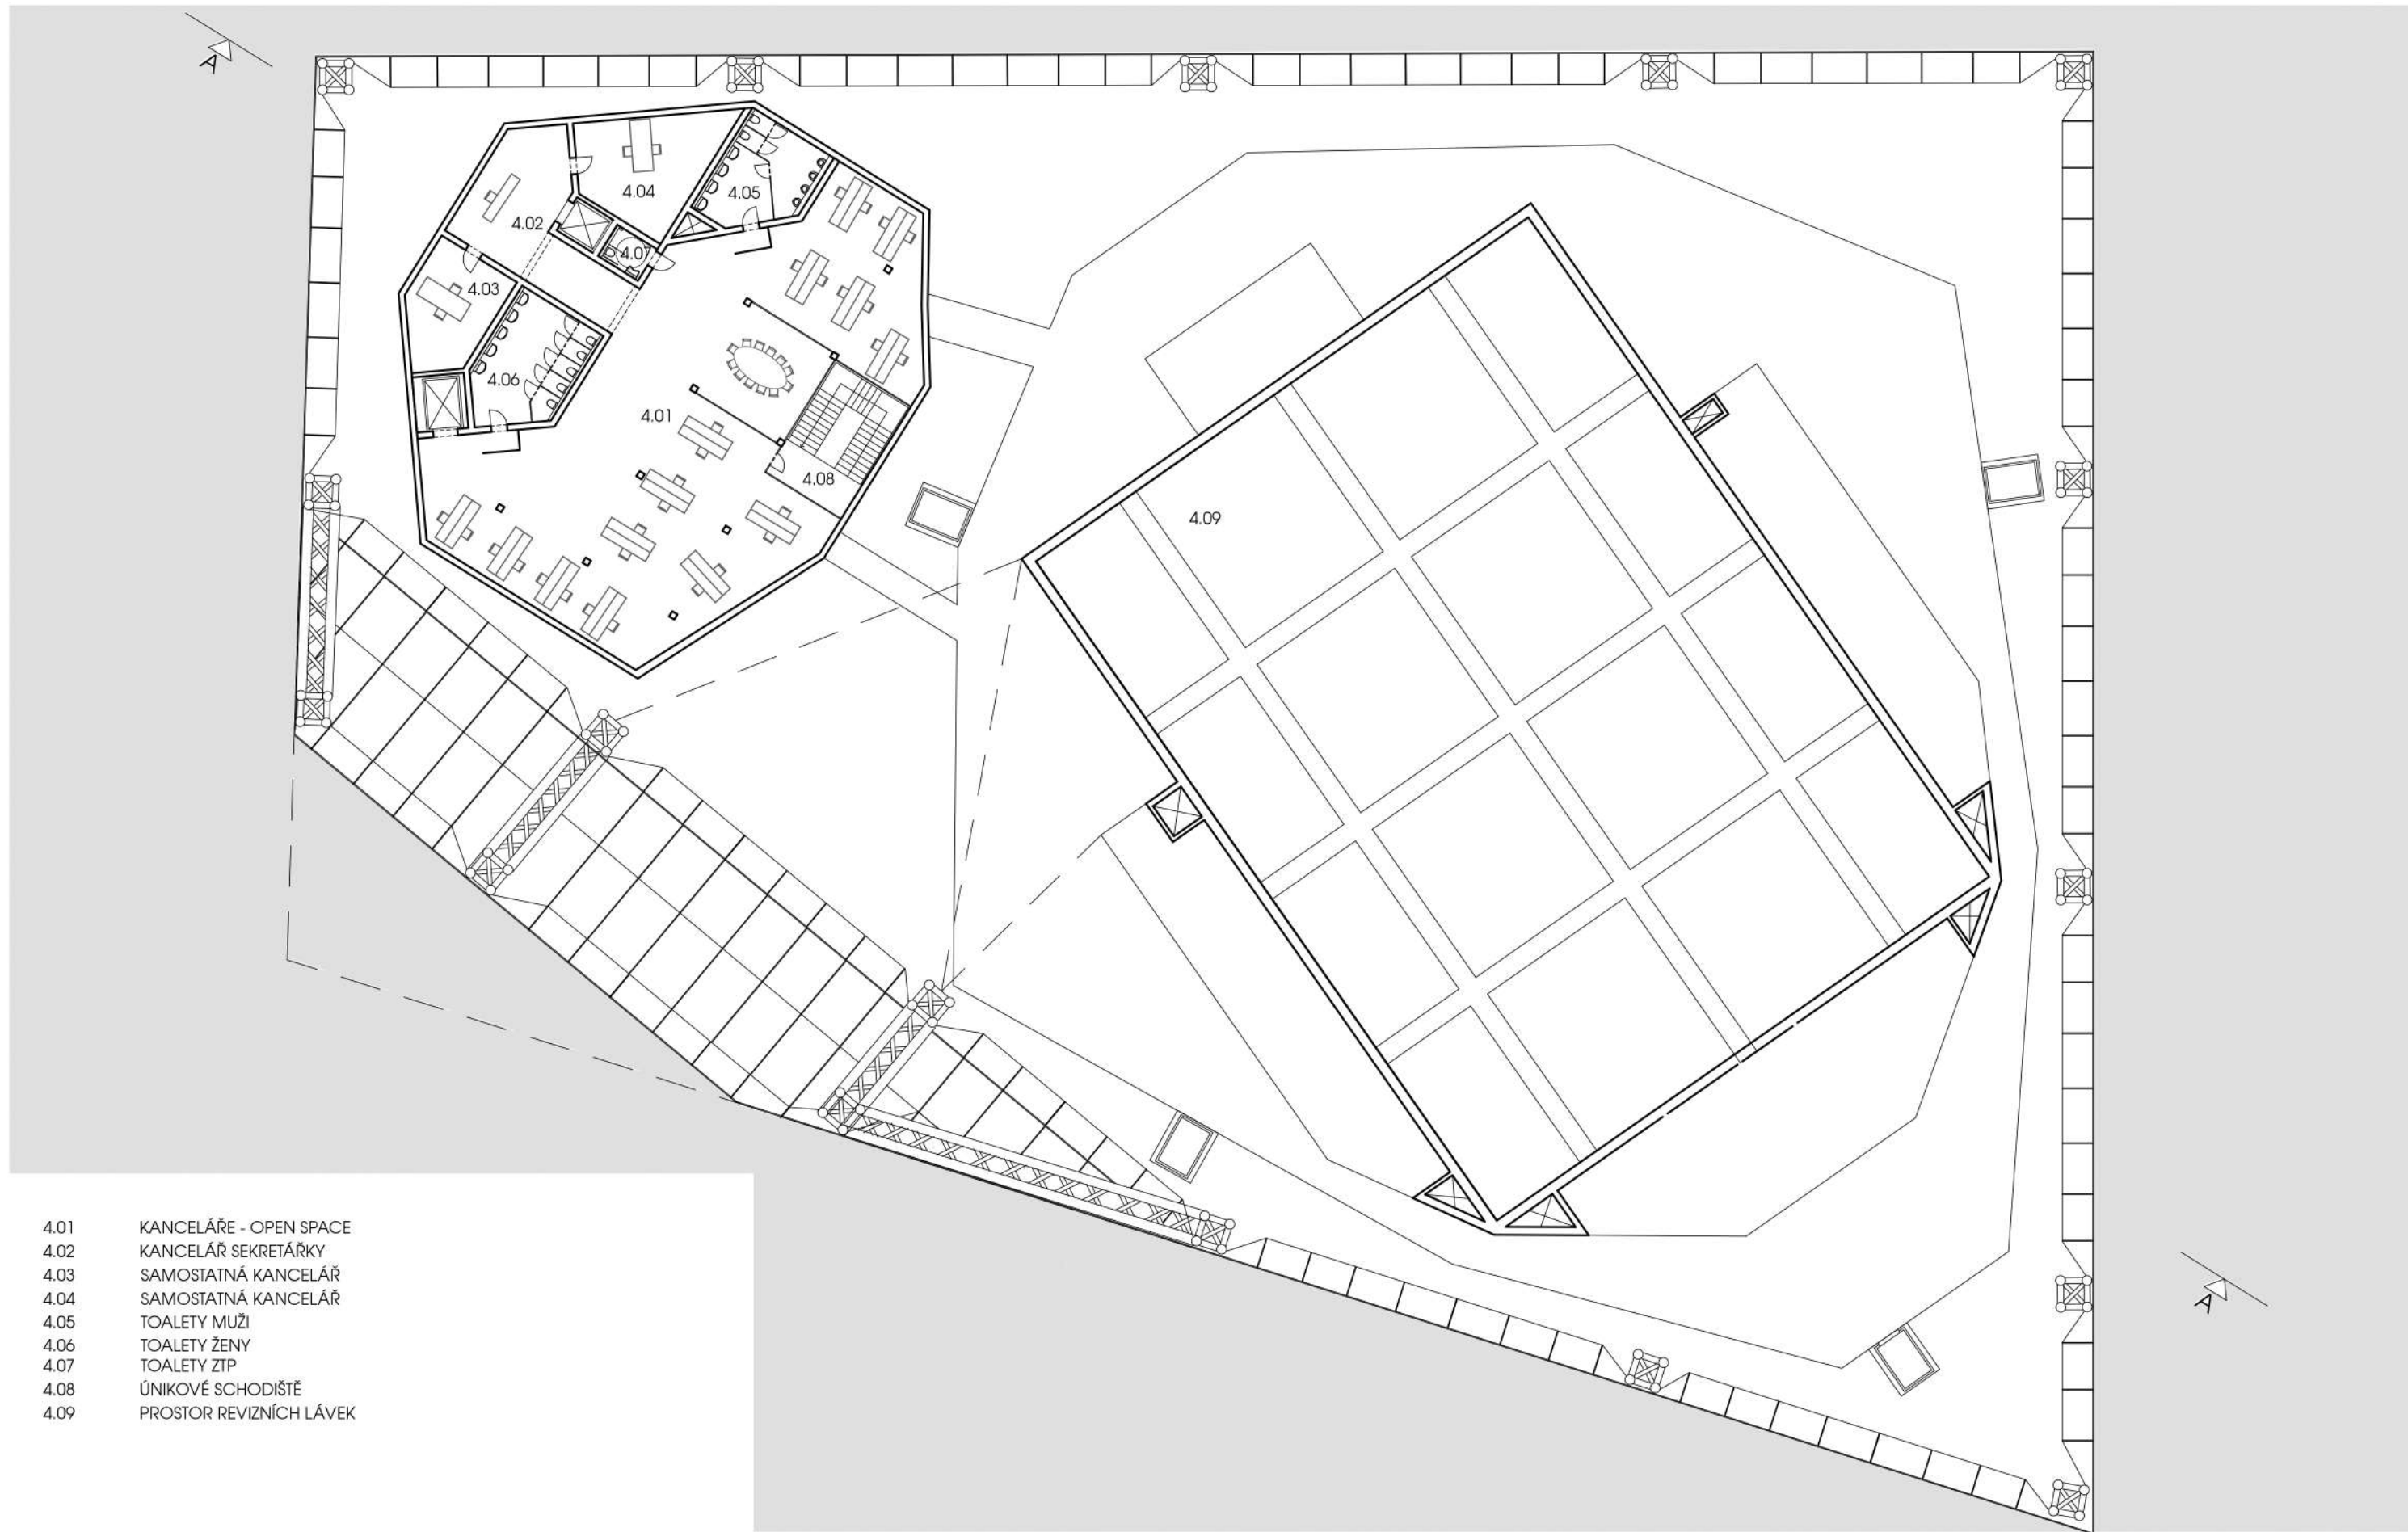 A
4.04
4.05
4.02
4.07
4.03
4.06
4.01
4.08
4.09
A
4.01 KANCELÁŘE - OPEN SPACE
4.02 KANCELÁŘ SEKRETÁŘKY
4.03 SAMOSTATNÁ KANCELÁŘ
4.04 SAMOSTATNÁ KANCELÁŘ
4.05 TOALETY MUŽI
4.06 TOALETY ŽENY
4.07 TOALETY ZTP
4.08 ÚNIKOVÉ SCHODIŠTĚ
4.09 PROSTOR REVIZNÍCH LÁVEK